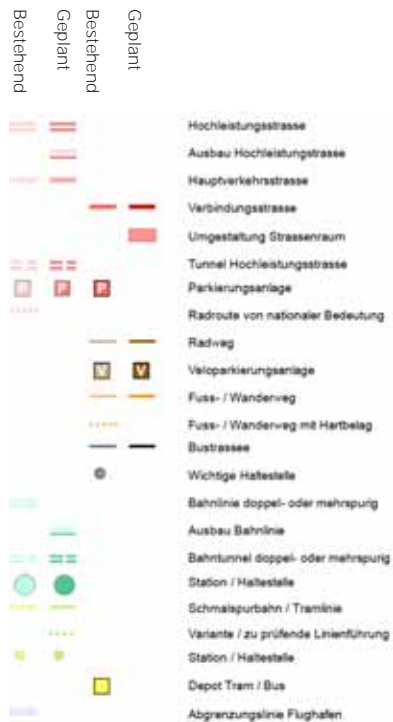 Bestehend
Geplant
Bestehend
Geplant
Hochleistungsstrasse
Ausbau Hochleistungstrasse
Hauptverkehrsstrasse
Verbindungsstrasse
Umgestaltung Strassenraum
Tunnel Hochleistungsstrasse
P P P Parkierungsanlage
Radroute von nationaler Bedeutung
Radweg
V V Veloparkierungsanlage
Fuss- / Wanderweg
Fuss- / Wanderweg mit Hartbelag
Bustrassee
Wichtige Haltestelle
Bahnlinie doppel- oder mehrspurig
Ausbau Bahnlinie
Bahntunnel doppel- oder mehrspurig
Station / Haltestelle
Schmalspurbahn / Tramlinie
Variante / zu prüfende Linienführung
Station / Haltestelle
Depot Tram / Bus
Abgrenzungslinie Flughafen